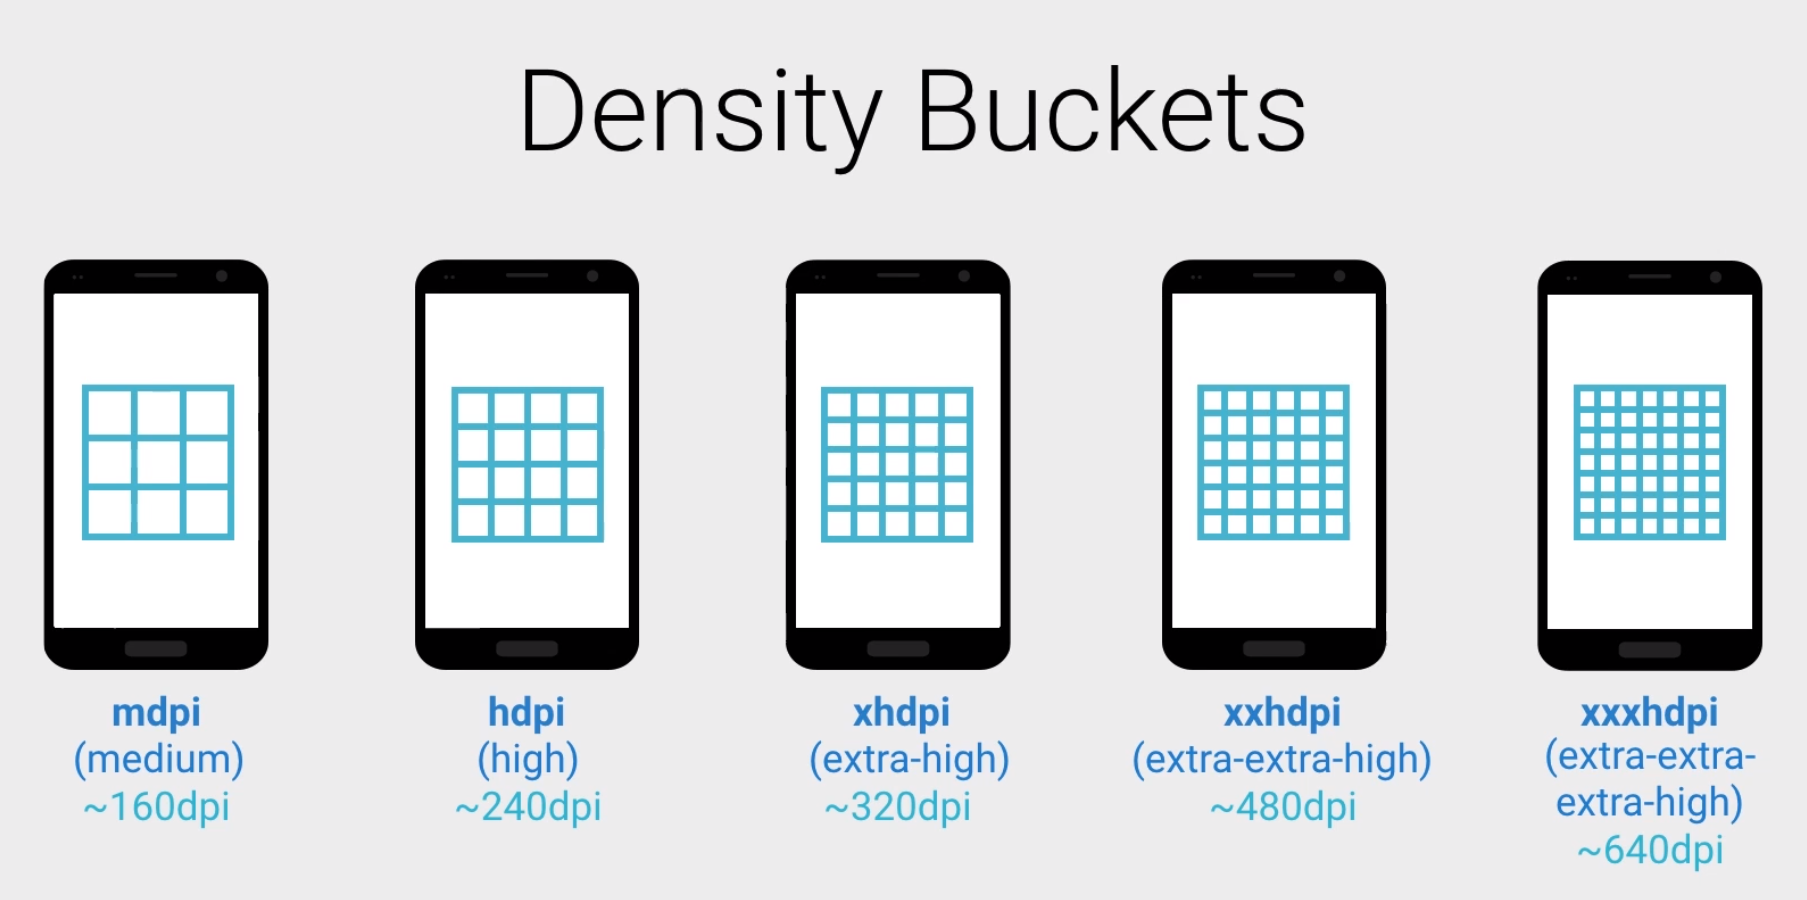 Density Buckets
mdpi
(medium)
~160dpi
hdpi
(high)
~240dpi
xhdpi
(extra-high)
~320dpi
xxhdpi
(extra-extra-high)
~480dpi
xxxhdpi
(extra-extra-
extra-high)
~640dpi